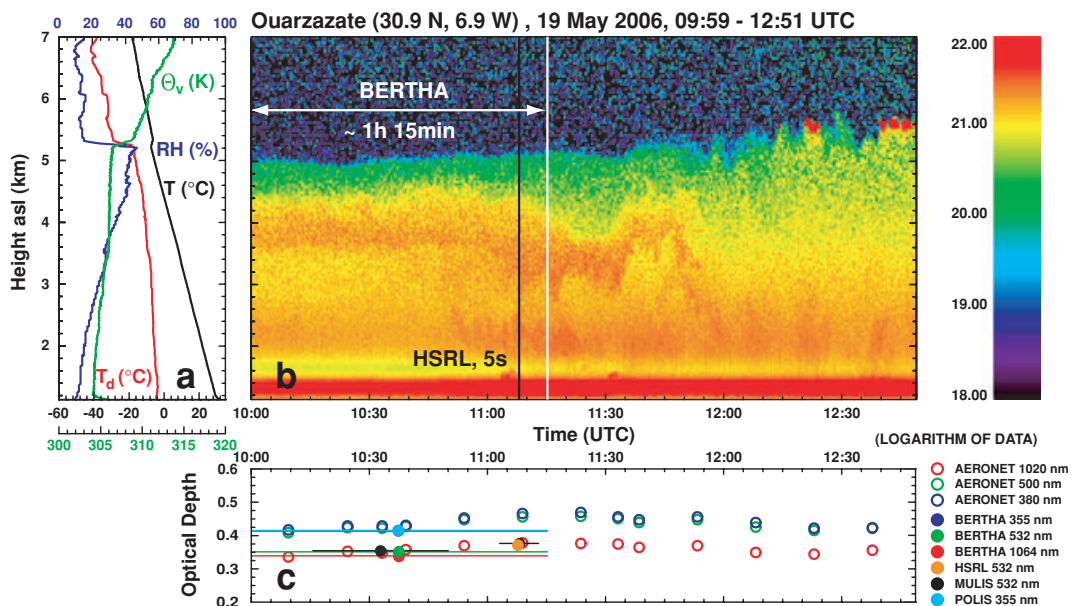 Ouarzazate (30.9 N, 6.9 W) , 19 May 2006, 09:59 - 12:51 UTC
0 20 40 60 80 100
7
6
5
4
3
2
Height asl (km)
Θv (K)
RH (%)
T (°C)
Td (°C)
a
-60 -40 -20 0 10 30
300 305 310 315 320
BERTHA
~ 1h 15min
HSRL, 5s
b
10:00 10:30 11:00 11:30 12:00 12:30
Time (UTC)
22.00
21.00
20.00
19.00
18.00
(LOGARITHM OF DATA)
10:00 10:30 11:00 11:30 12:00 12:30
0.6
0.5
0.4
0.3
0.2
Optical Depth
c
AERONET 1020 nm
AERONET 500 nm
AERONET 380 nm
BERTHA 355 nm
BERTHA 532 nm
BERTHA 1064 nm
HSRL 532 nm
MULIS 532 nm
POLIS 355 nm